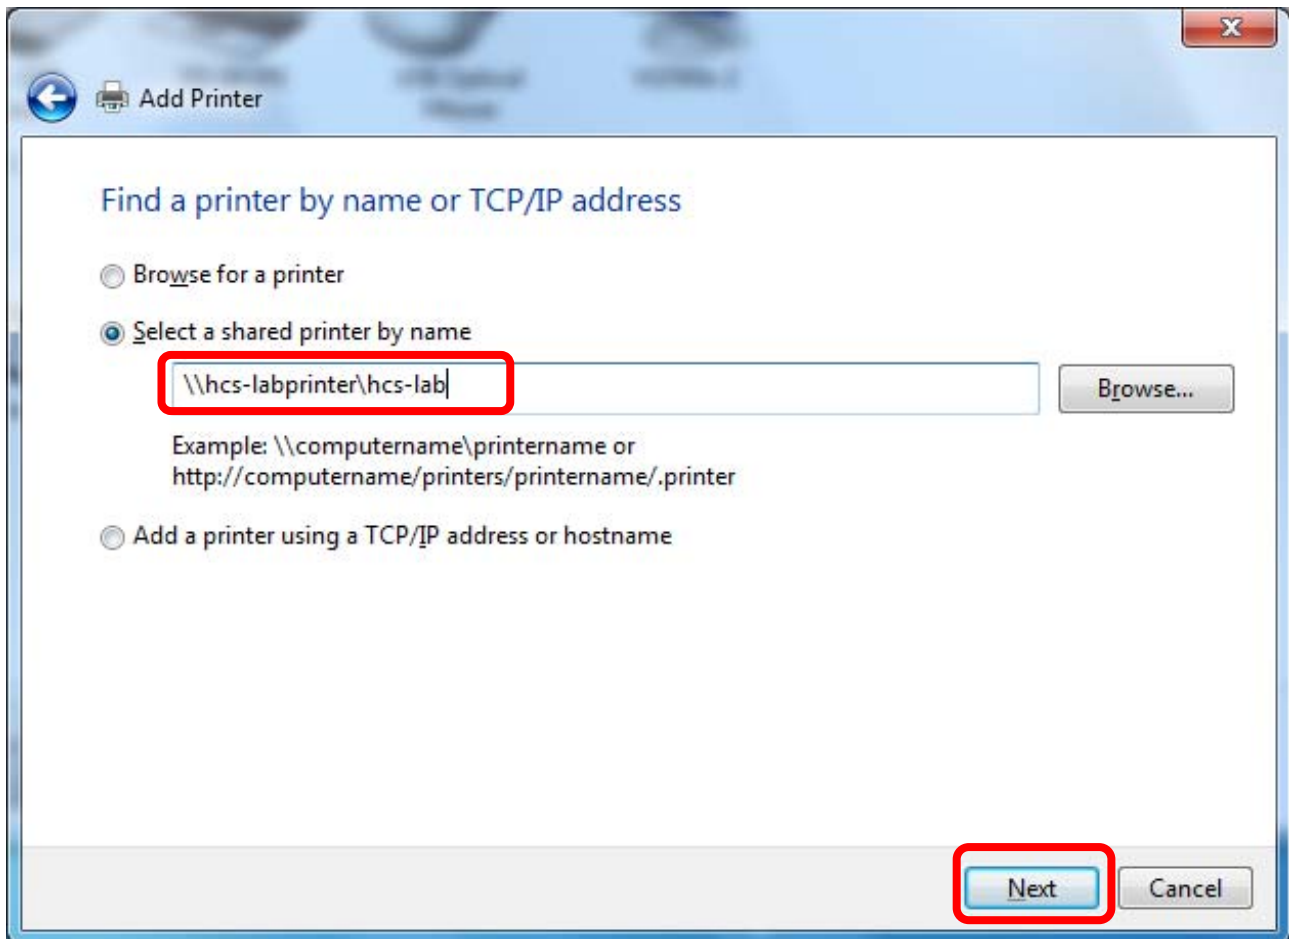 Add Printer
Find a printer by name or TCP/IP address
Browse for a printer
Select a shared printer by name
\\hcs-labprinter\hcs-lab
Browse...
Example: \\computername\printername or
http://computername/printers/printername/.printer
Add a printer using a TCP/IP address or hostname
Next
Cancel